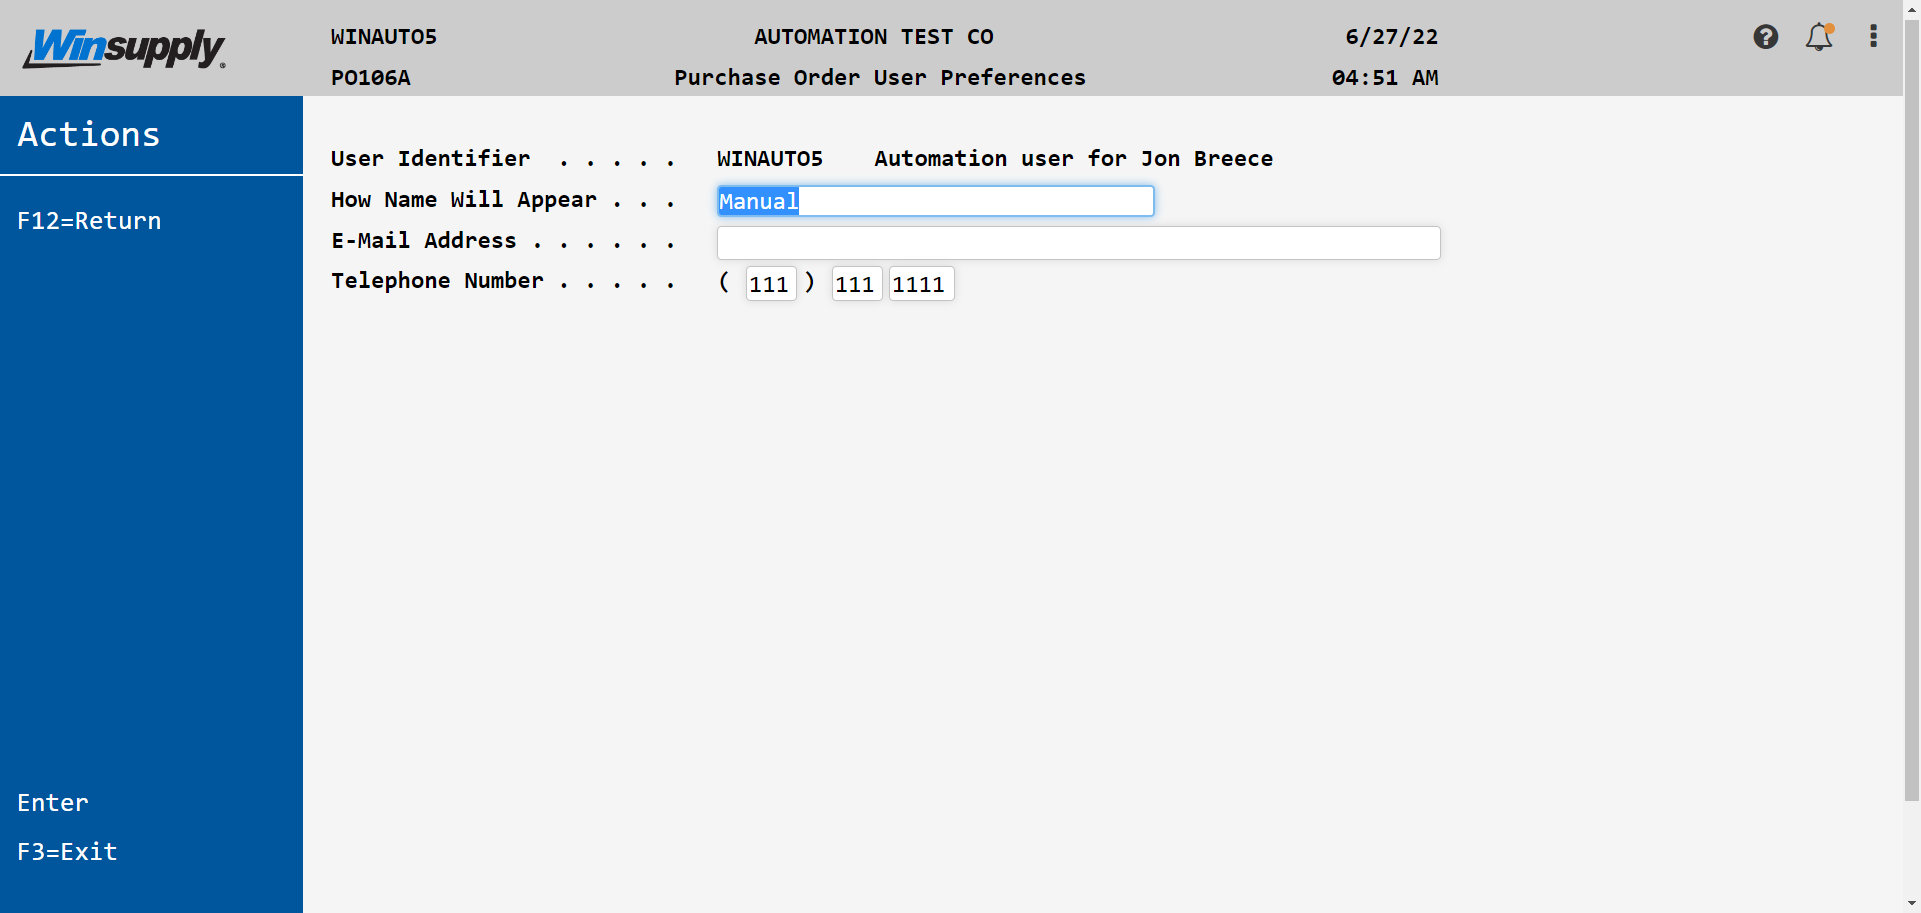 Winsupply
WINAUTO5 AUTOMATION TEST CO 6/27/22
PO106A Purchase Order User Preferences 04:51 AM
Actions
F12=Return
Enter
F3=Exit
User Identifier . . . . . WINAUTO5 Automation user for Jon Breece
How Name Will Appear . . . Manual
E-Mail Address . . . . . .
Telephone Number . . . . . ( 111 ) 111 1111